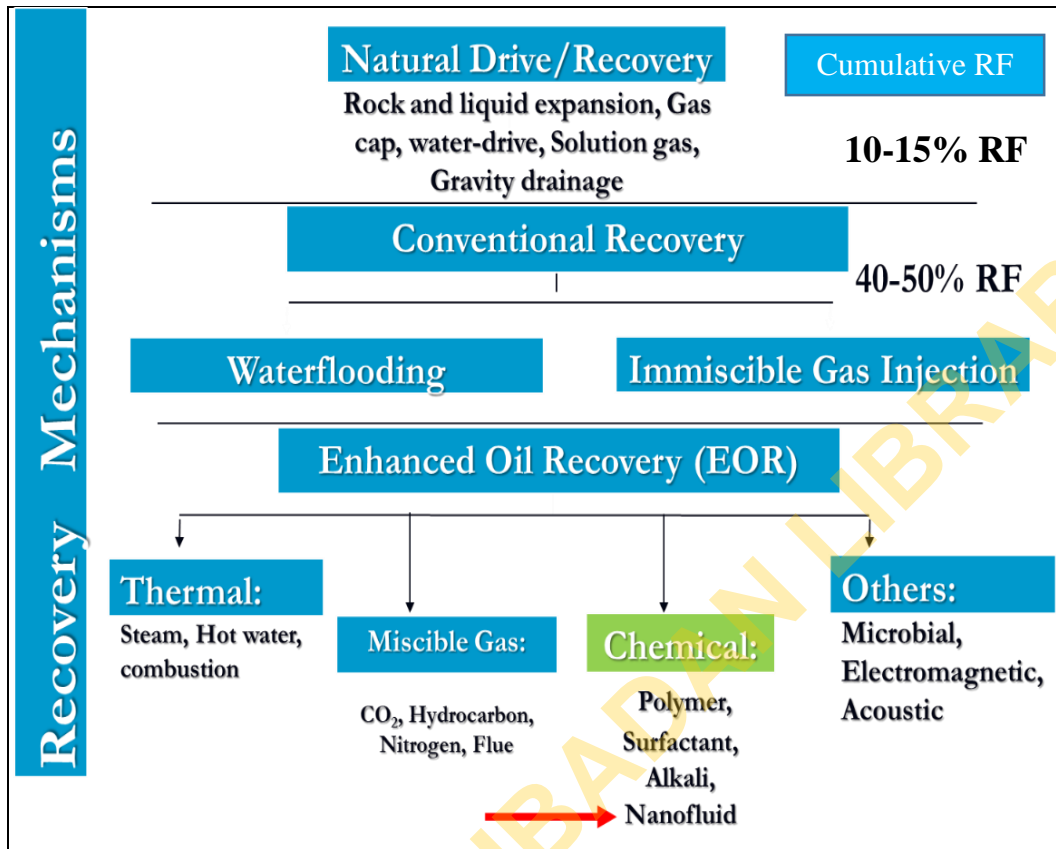 Recovery Mechanisms
Natural Drive/Recovery
Cumulative RF
Rock and liquid expansion, Gas
cap, water-drive, Solution gas,
Gravity drainage
10-15% RF
Conventional Recovery
40-50% RF
Waterflooding
Immiscible Gas Injection
Enhanced Oil Recovery (EOR)
Thermal:
Steam, Hot water,
combustion
Miscible Gas:
CO₂, Hydrocarbon,
Nitrogen, Flue
Chemical:
Polymer,
Surfactant,
Alkali,
Nanofluid
Others:
Microbial,
Electromagnetic,
Acoustic
BADAN LIBRAR